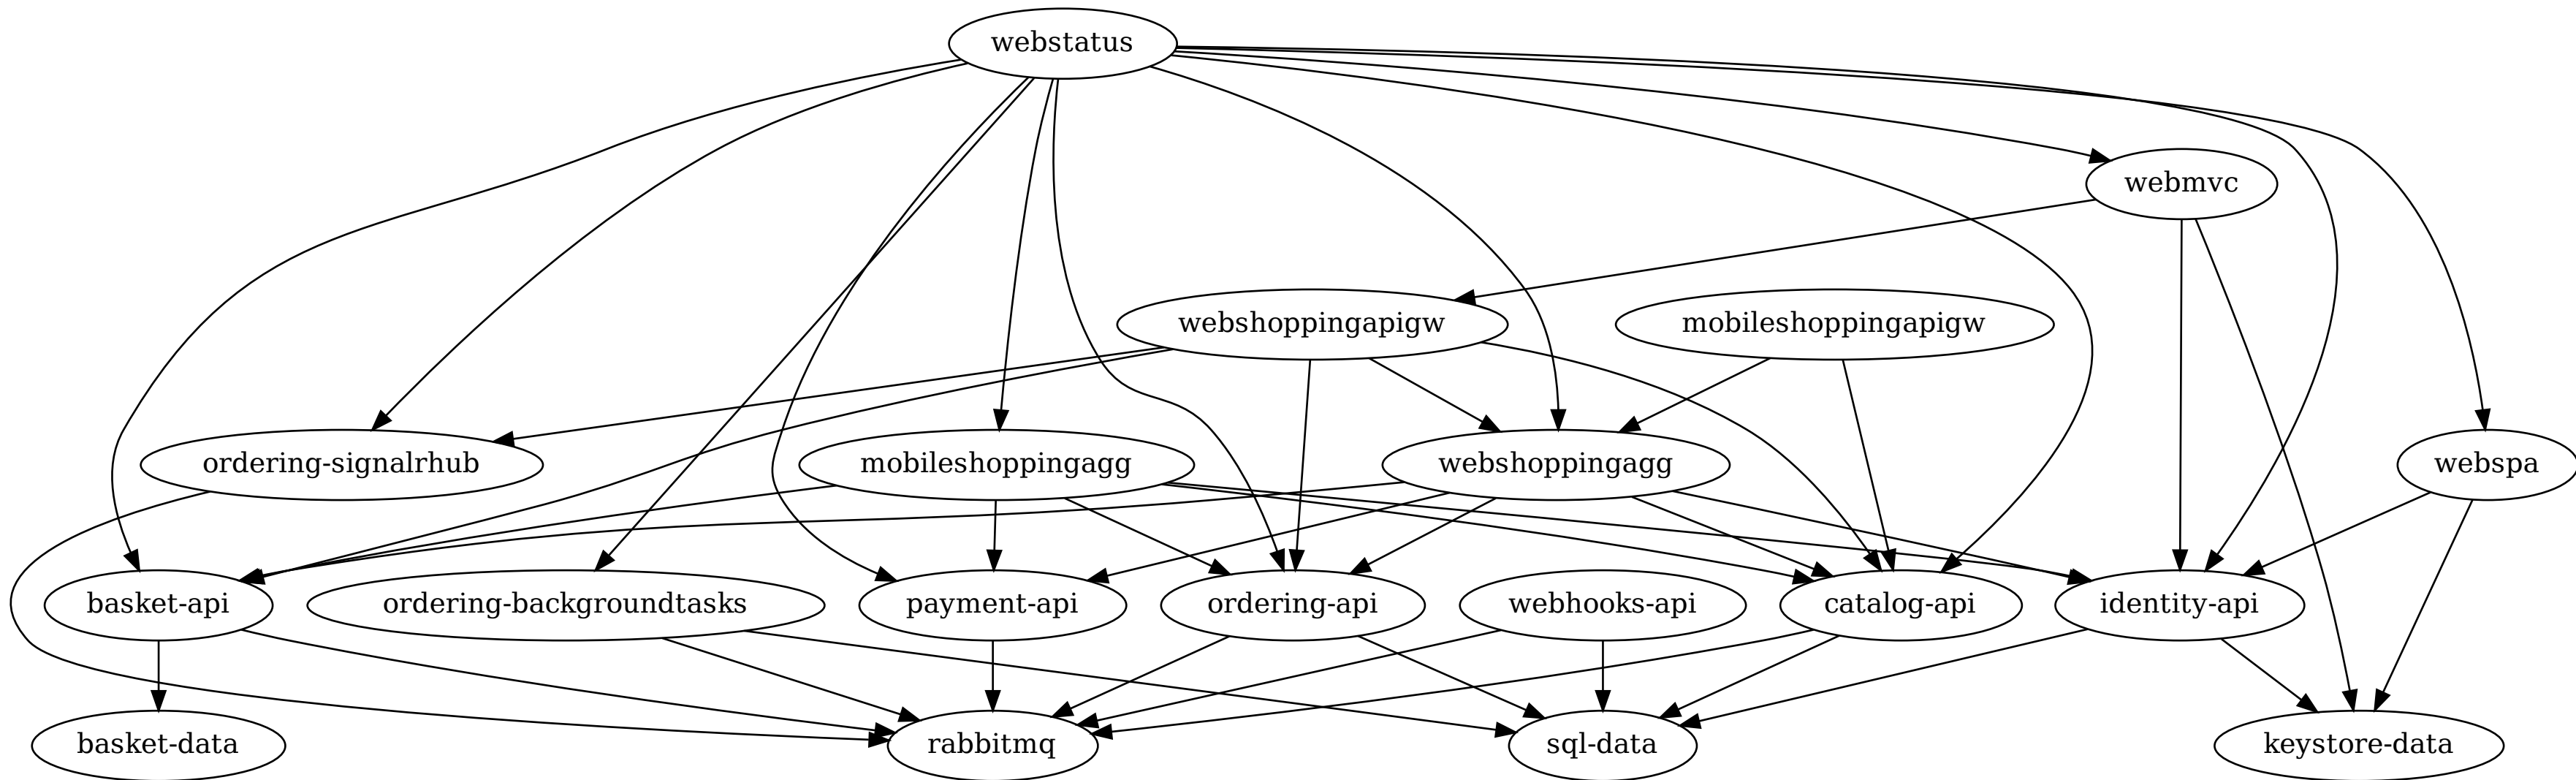 webstatus
webmvc
webshoppingapigw
mobileshoppingapigw
ordering-signalrhub
mobileshoppingagg
webshoppingagg
webspa
basket-api
ordering-backgroundtasks
payment-api
ordering-api
webhooks-api
catalog-api
identity-api
basket-data
rabbitmq
sql-data
keystore-data